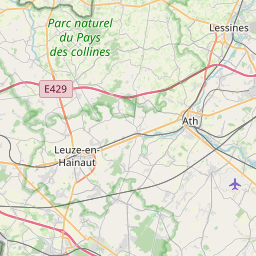 Parc naturel
du Pays
des collines
Lessines
E429
Ath
Leuze-en-
Hainaut